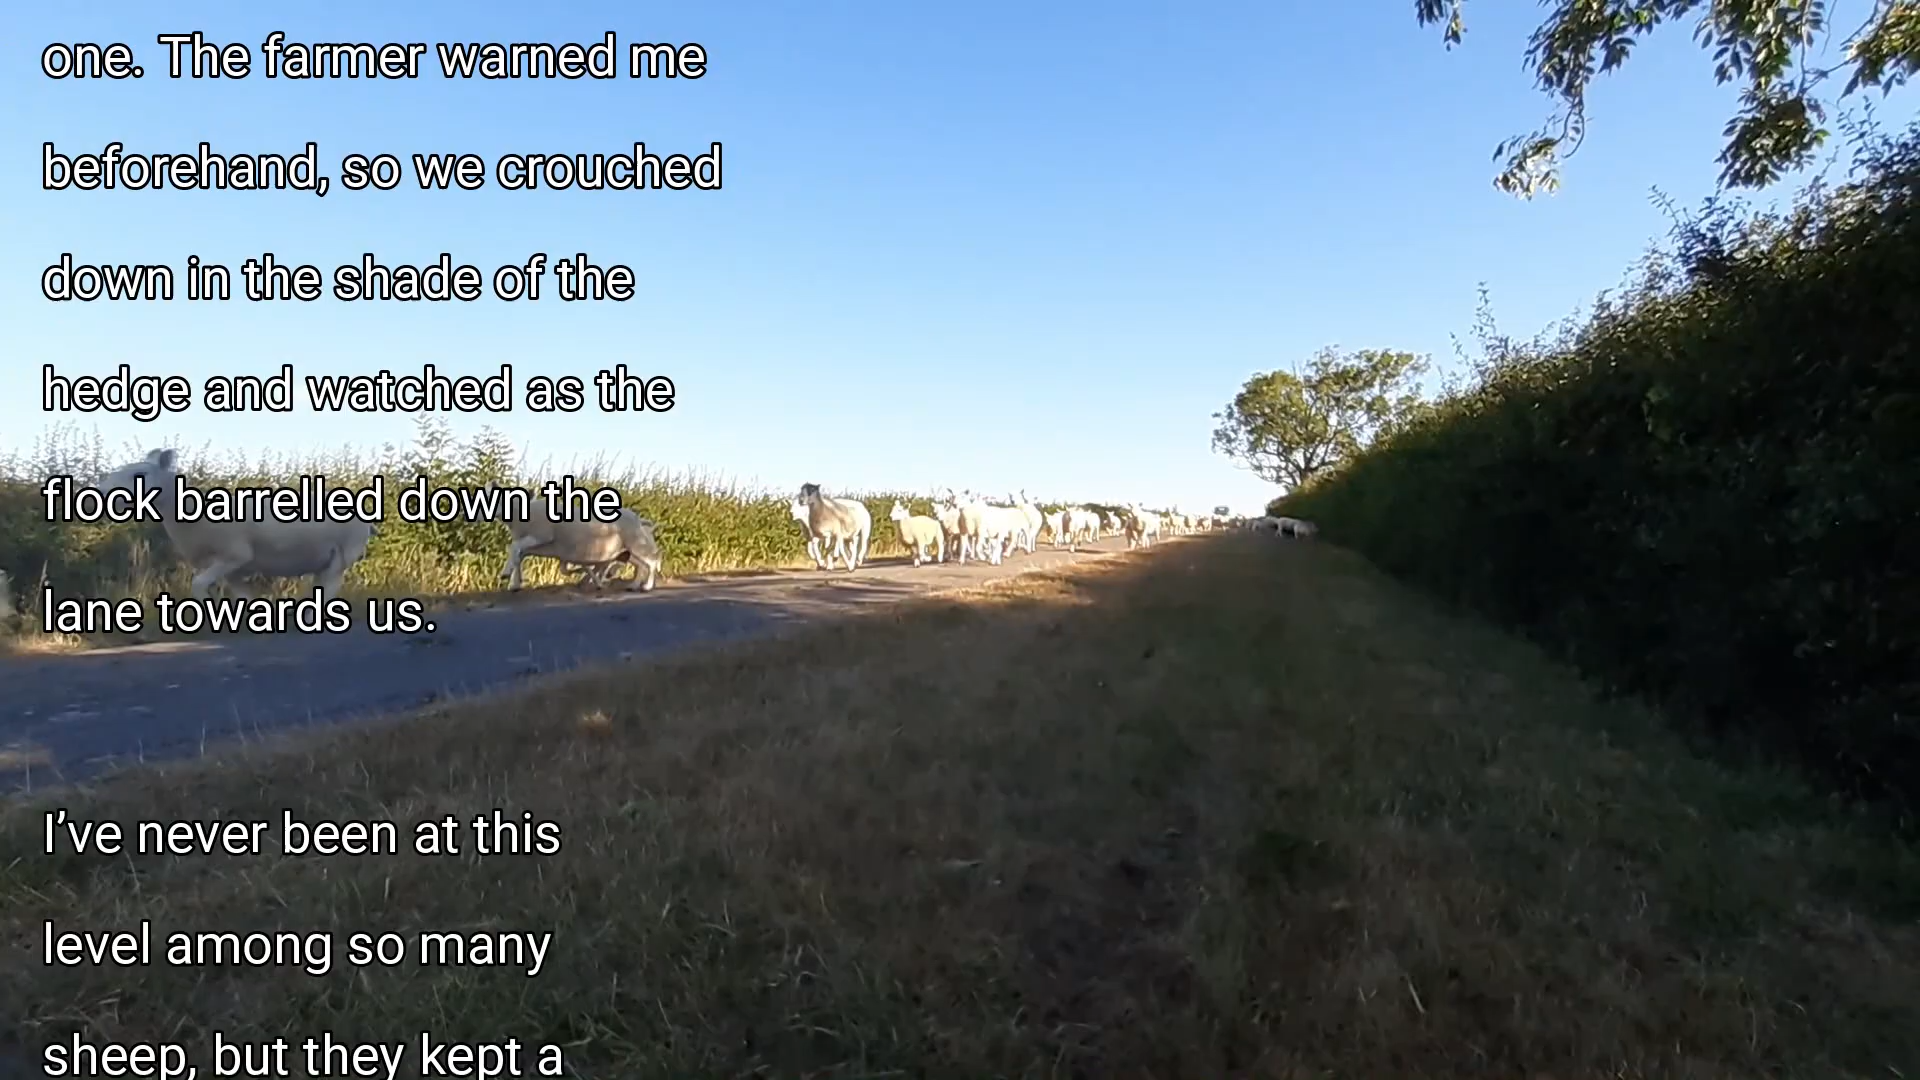 one. The farmer warned me
beforehand, so we crouched
down in the shade of the
hedge and watched as the
flock barrelled down the
lane towards us.
I’ve never been at this
level among so many
sheep, but they kept a